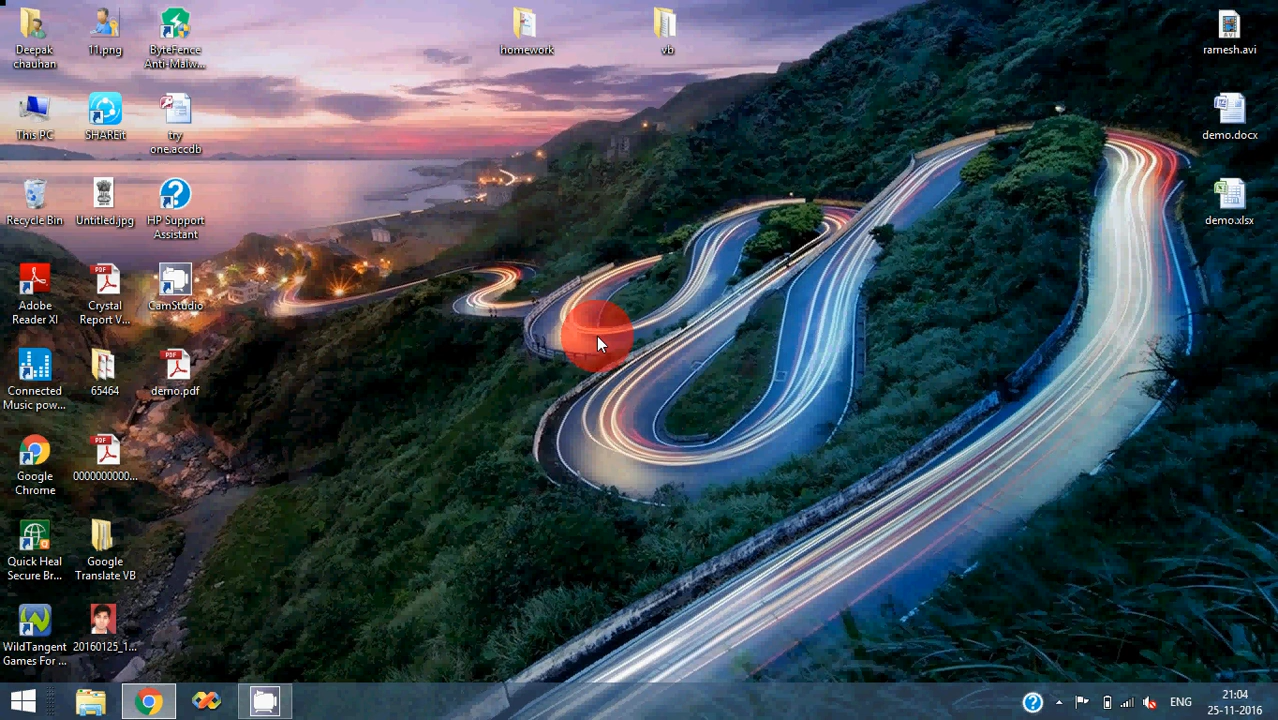 Deepak
chauhan
11.png
ByteFence
Anti-Malw...
homework
vb
ramesh.avi
This PC
SHAREit
try
one.accdb
demo.docx
Recycle Bin
Untitled.jpg
HP Support
Assistant
demo.xlsx
Adobe
Reader XI
Crystal
Report V...
CamStudio
Connected
Music pow...
65464
demo.pdf
Google
Chrome
0000000000...
Quick Heal
Secure Br...
Google
Translate VB
WildTangent
Games For ...
20160125_1...
ENG
21:04
25-11-2016